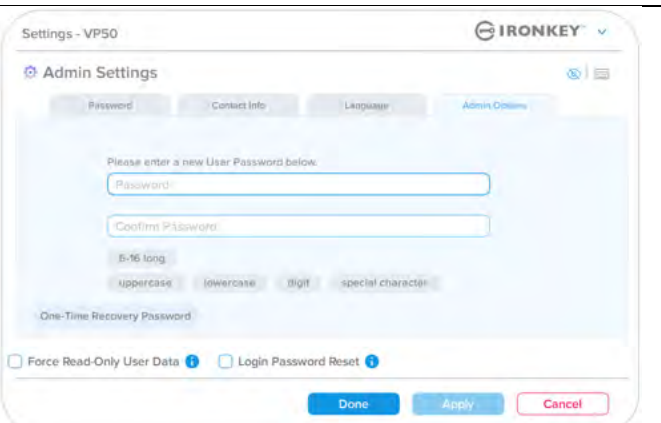 Settings - VP50
IRONKEY
Admin Settings
Password Contact Info Language Admin Options
Please enter a new User Password below.
Password
Confirm Password
8-16 long
uppercase lowercase digit special character
One-Time Recovery Password
Force Read-Only User Data Login Password Reset
Done Apply Cancel